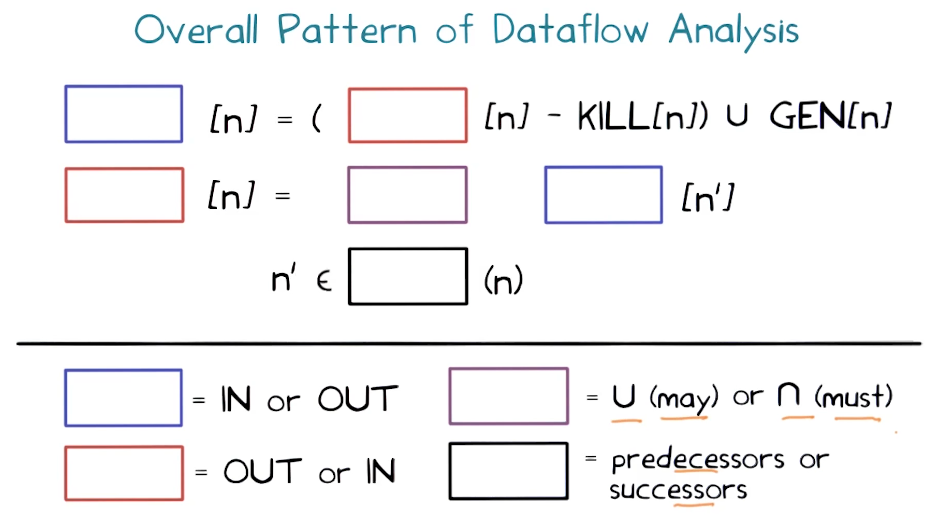 Overall Pattern of Dataflow Analysis
[n] = ( [n] - KILL[n]) ∪ GEN[n]
[n] = [n']
n' ∈ (n)
= IN or OUT = ∪ (may) or ∩ (must)
= OUT or IN = predecessors or
successors